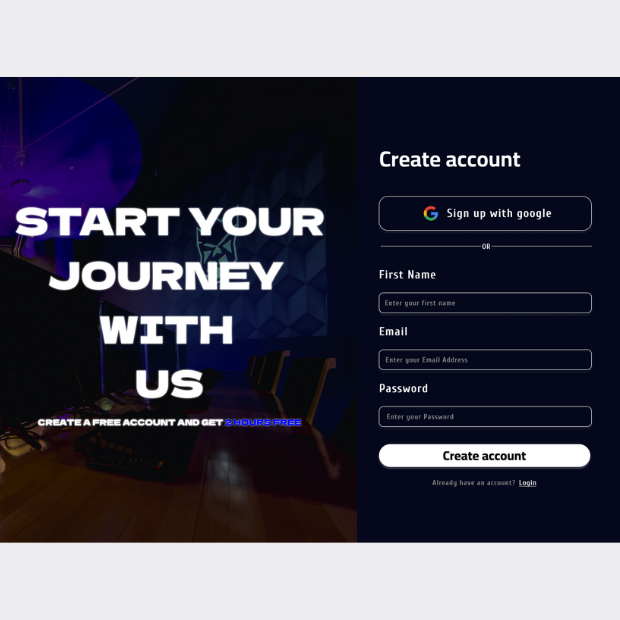 START YOUR
JOURNEY
WITH
US
CREATE A FREE ACCOUNT AND GET 2 HOURS FREE
Create account
Sign up with google
OR
First Name
Enter your first name
Email
Enter your Email Address
Password
Enter your Password
Create account
Already have an account? Login